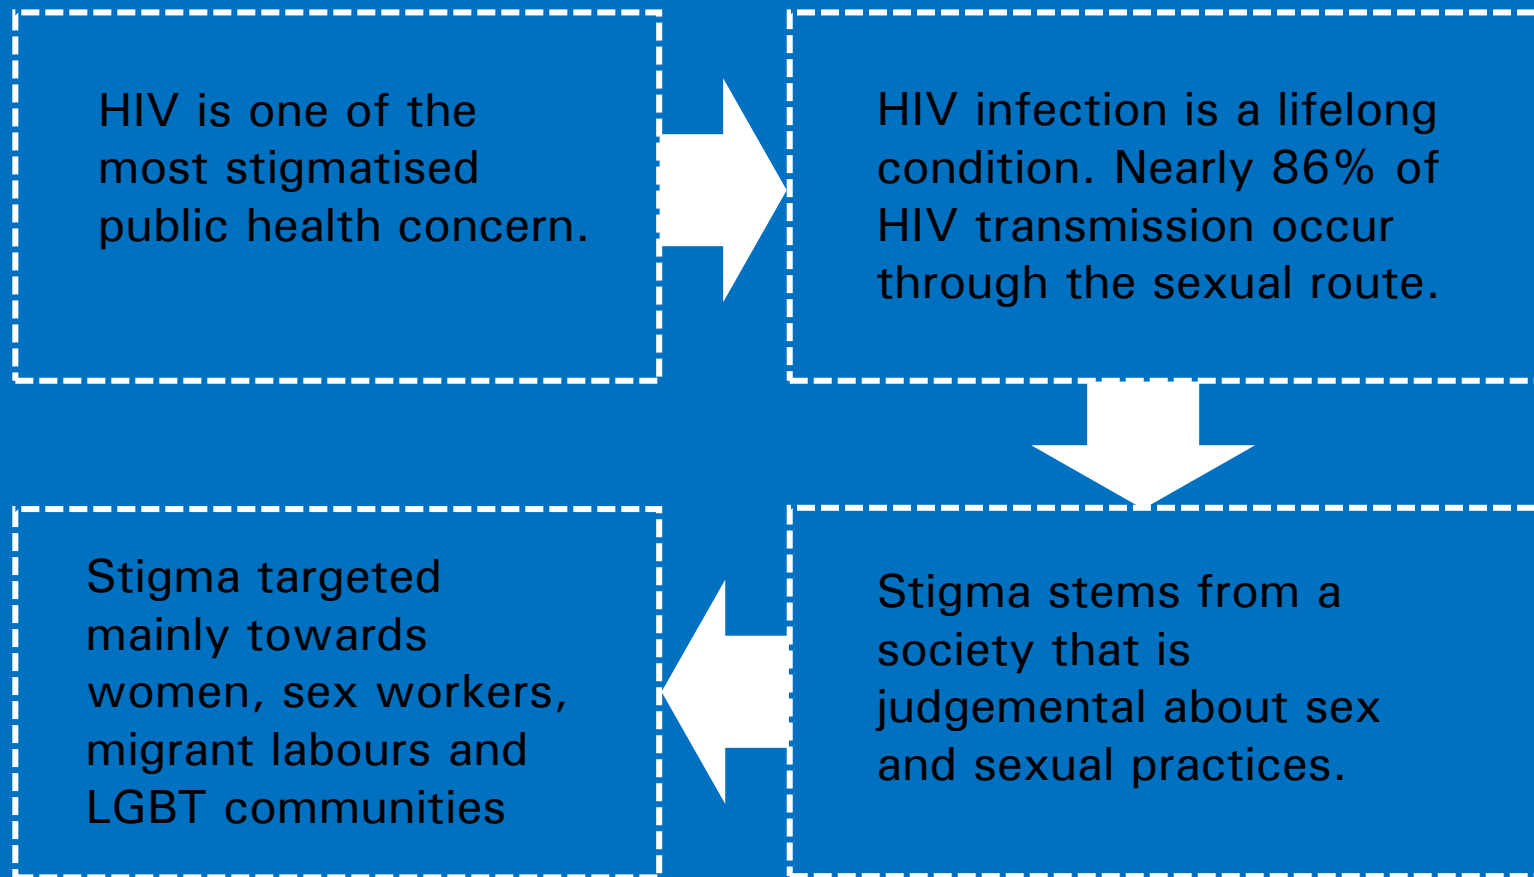 HIV is one of the
most stigmatised
public health concern.
HIV infection is a lifelong
condition. Nearly 86% of
HIV transmission occur
through the sexual route.
Stigma stems from a
society that is
judgemental about sex
and sexual practices.
Stigma targeted
mainly towards
women, sex workers,
migrant labours and
LGBT communities